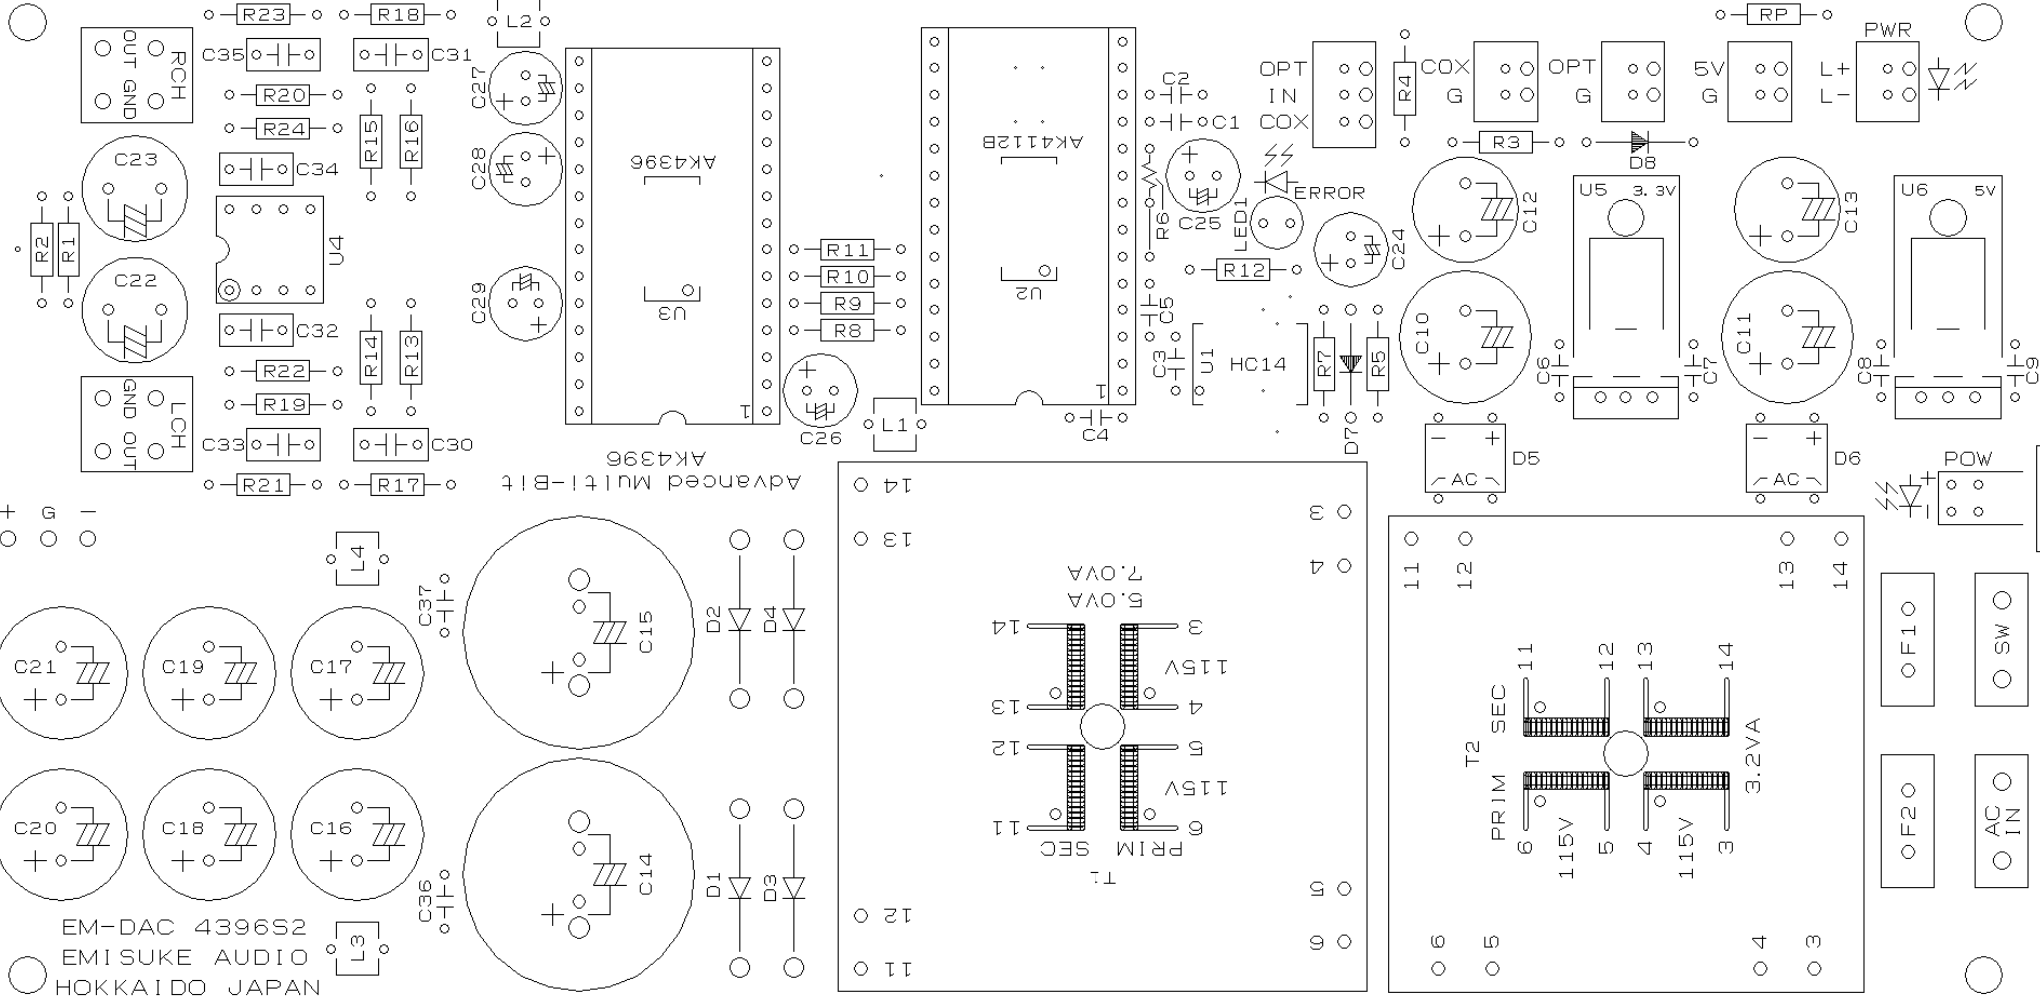 R23
R18
L2
RP
PWR
OUT GND
RCH
C35
C31
C27
OPT
IN
COX
R4
COX
G
OPT
G
5V
G
L+
L-
R20
C2
C1
R24
R15
R16
R3
D8
C23
C34
C28
AK4396
AK4112B
C25
R6
ERROR
LED1
C24
C12
U5
3.3V
C13
U6
5V
R2
R1
U4
R11
R10
R9
R8
R12
C22
C29
U3
U2
C5
C32
R14
R13
C3
U1
HC14
R7
R5
C10
C11
C6
C7
C8
C9
R22
R19
1
1
C26
L1
C4
D7
GND OUT
LCH
C33
C30
AK4396
Advanced Multi-Bit
- +
AC
D5
- +
AC
D6
POW
+
-
R21
R17
+ G -
L4
14
13
3
4
11
12
13
14
C37
C15
D2
D4
7.0VA
5.0VA
14
3
115V
13
4
12
5
115V
11
6
SEC
PRIM
T1
C21
C19
C17
11
12
13
14
SEC
T2
PRIM
3.2VA
6
115V
5
4
115V
3
F1
SW
C20
C18
C16
C36
C14
D1
D3
F2
AC
IN
12
11
5
6
6
5
4
3
L3
EM-DAC 4396S2
EMISUKE AUDIO
HOKKAIDO JAPAN